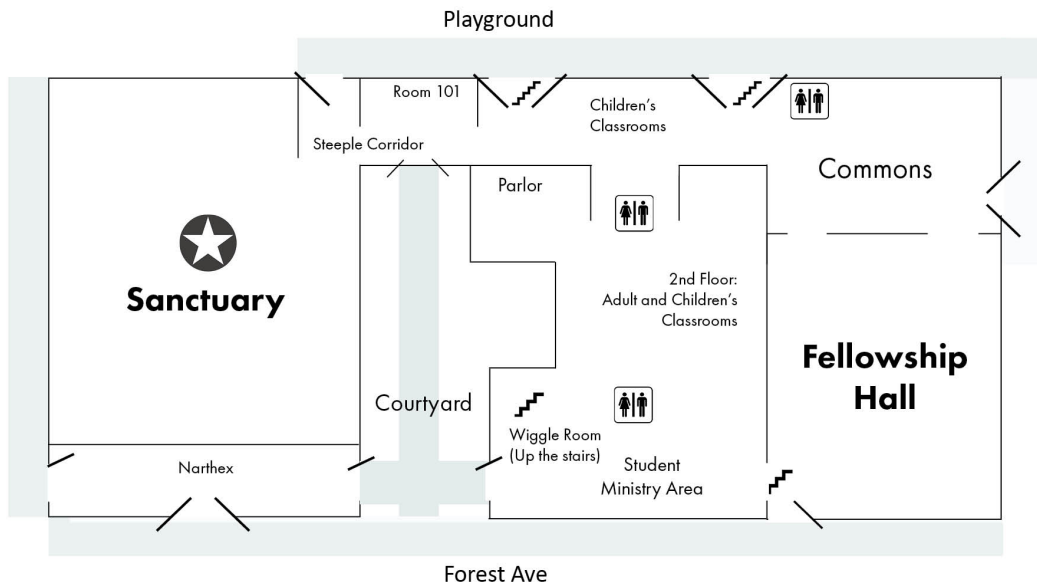 Playground
Room 101
Children's
Classrooms
Steeple Corridor
Commons
Parlor
Sanctuary
2nd Floor:
Adult and Children's
Classrooms
Fellowship
Hall
Courtyard
Wiggle Room
(Up the stairs)
Student
Ministry Area
Narthex
Forest Ave